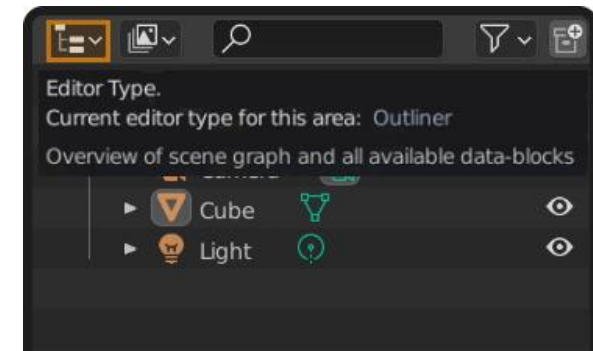 Editor Type.
Current editor type for this area: Outliner
Overview of scene graph and all available data-blocks
Camera
Cube
Light